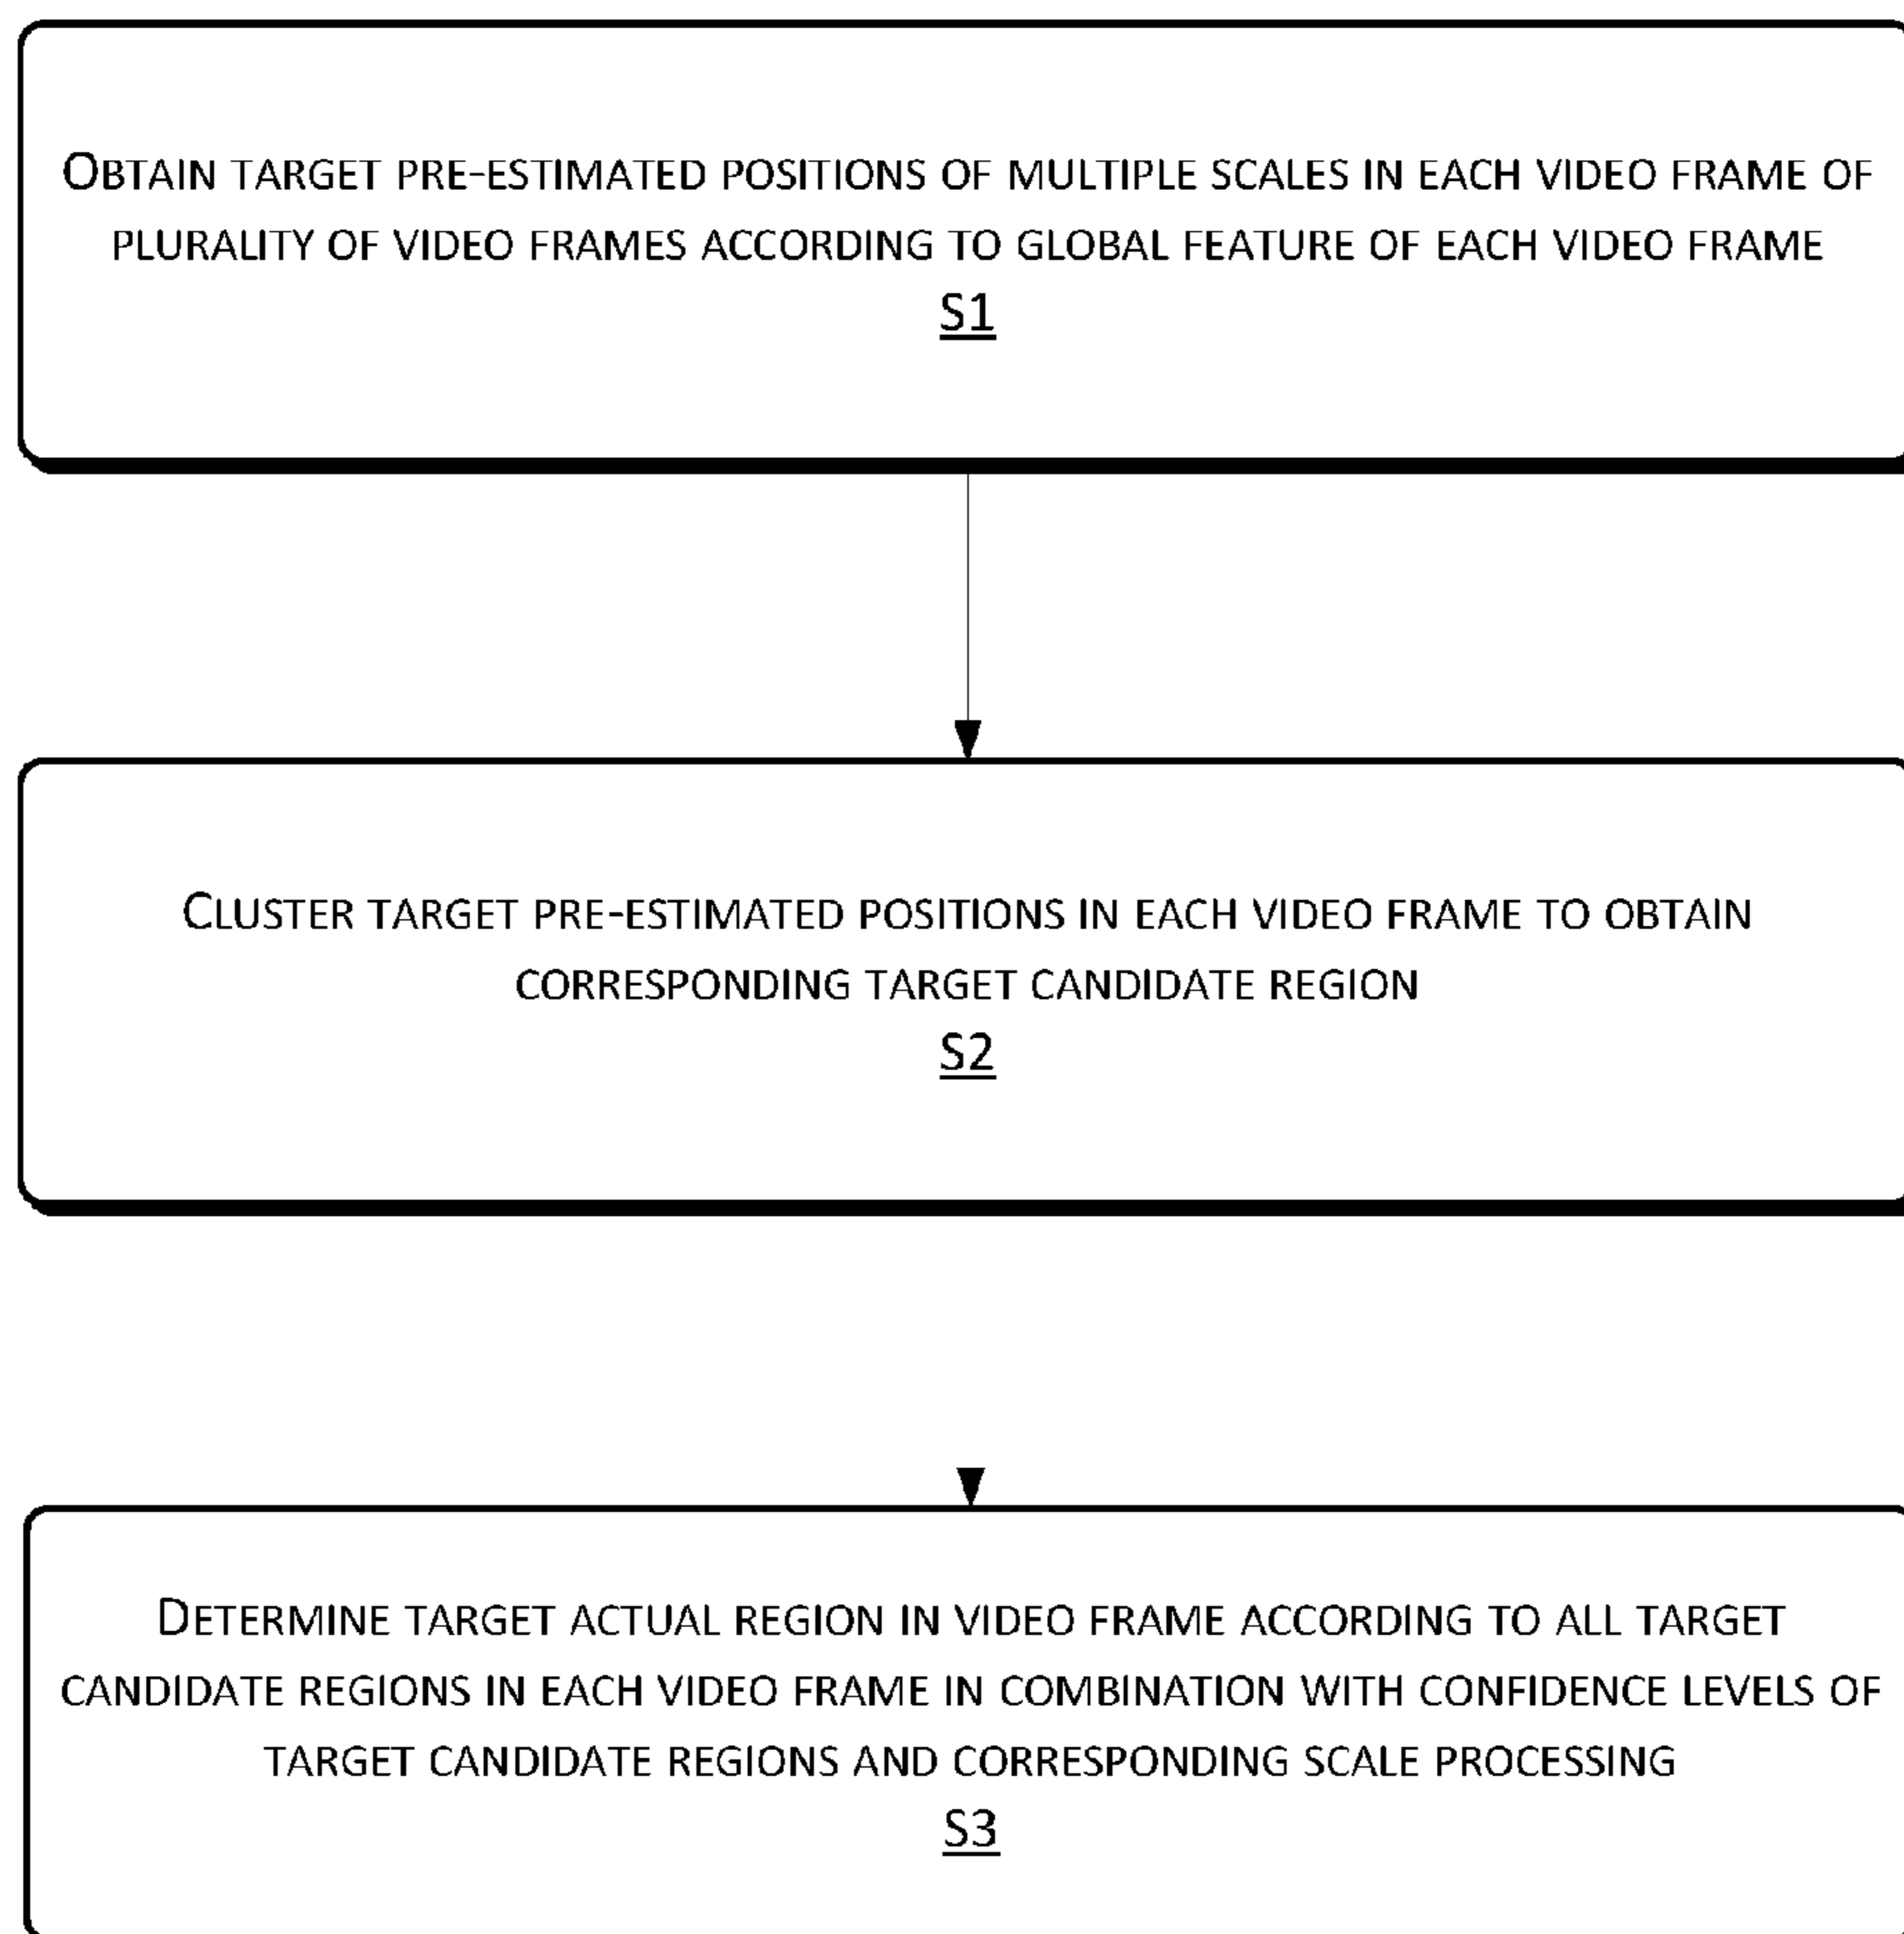 OBTAIN TARGET PRE-ESTIMATED POSITIONS OF MULTIPLE SCALES IN EACH VIDEO FRAME OF
PLURALITY OF VIDEO FRAMES ACCORDING TO GLOBAL FEATURE OF EACH VIDEO FRAME
S1
CLUSTER TARGET PRE-ESTIMATED POSITIONS IN EACH VIDEO FRAME TO OBTAIN
CORRESPONDING TARGET CANDIDATE REGION
S2
DETERMINE TARGET ACTUAL REGION IN VIDEO FRAME ACCORDING TO ALL TARGET
CANDIDATE REGIONS IN EACH VIDEO FRAME IN COMBINATION WITH CONFIDENCE LEVELS OF
TARGET CANDIDATE REGIONS AND CORRESPONDING SCALE PROCESSING
S3